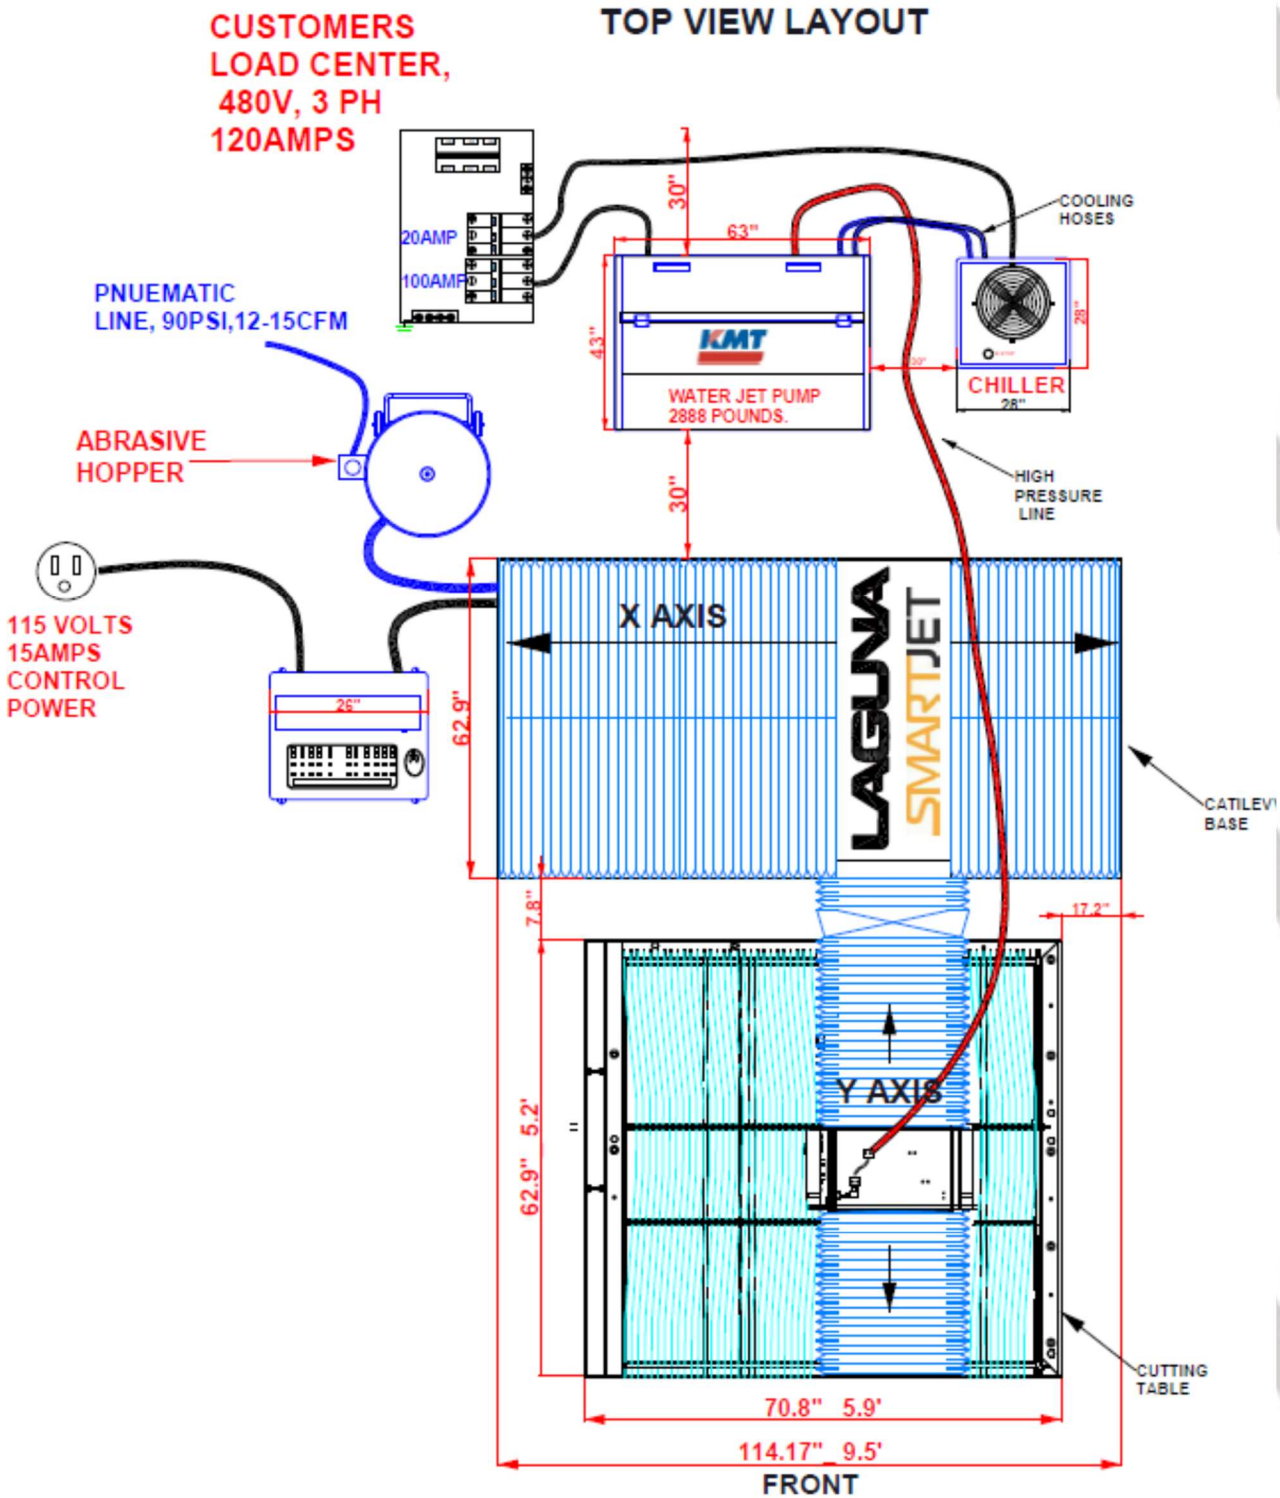 TOP VIEW LAYOUT
CUSTOMERS
LOAD CENTER,
480V, 3 PH
120AMPS
20AMP
100AMP
30"
63"
43"
KMT
WATER JET PUMP
2888 POUNDS.
COOLING
HOSES
28"
30"
CHILLER
28"
PNUEMATIC
LINE, 90PSI,12-15CFM
ABRASIVE
HOPPER
30"
HIGH
PRESSURE
LINE
115 VOLTS
15AMPS
CONTROL
POWER
26"
62.9"
X AXIS
LAGUNA
SMARTJET
CATILEV
BASE
7.8"
17.2"
Y AXIS
62.9" 5.2'
CUTTING
TABLE
70.8" 5.9'
114.17"_ 9.5'
FRONT